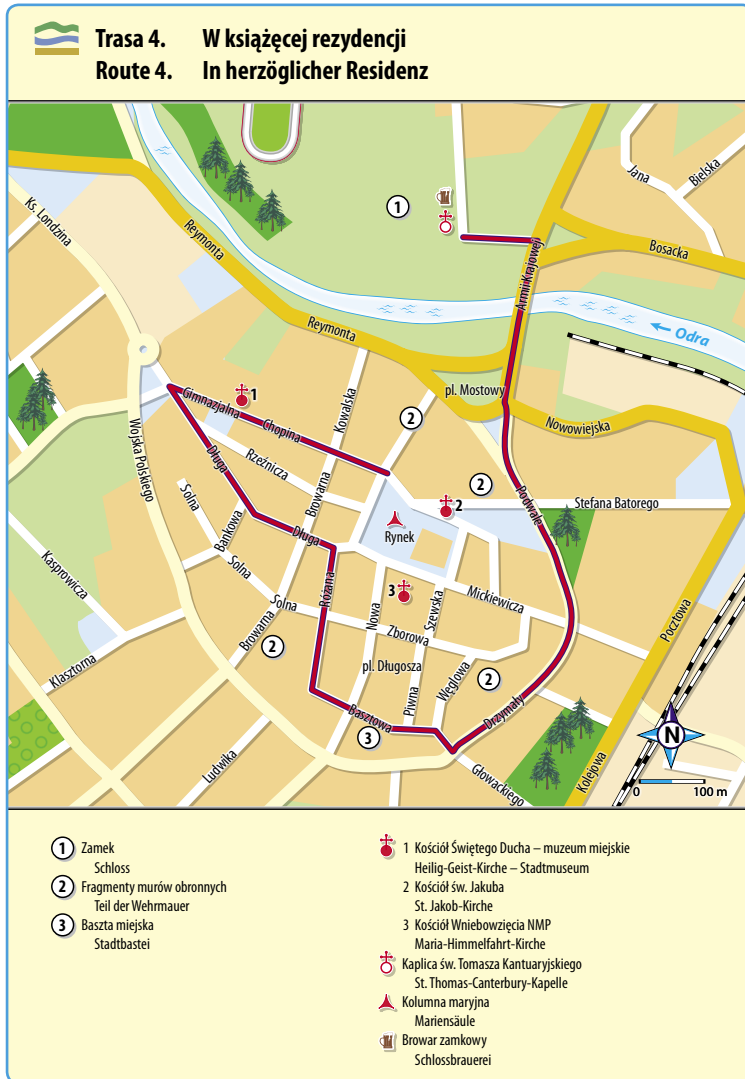 Trasa 4. W książęcej rezydencji
Route 4. In herzöglicher Residenz
Ks. Londzina
Reymonta
Reymonta
Jana
Bielska
1
Bosacka
Armii Krajoweji
Odra
pl. Mostowy
Nowowiejska
1
Gimnazjalna
Chopina
Kowalska
2
Wojska Polskiego
Długa
Rzeźnicza
Browarna
2
2
Podwale
Stefana Batorego
Rynek
Solna
Bankowa
Długa
Solna
Kasprowicza
Różana
Solna
Nowa
3
Szewska
Mickiewicza
Zborowa
Pocztowa
Browarna
2
Klasztorna
pl. Długosza
Węglowa
2
Piwna
Basztowa
3
Drzymały
Ludwika
Głowackiego
Kolejowa
N
0 100 m
1 Zamek
Schloss
2 Fragmenty murów obronnych
Teil der Wehrmauer
3 Baszta miejska
Stadtbastei
1 Kościół Świętego Ducha – muzeum miejskie
Heilig-Geist-Kirche – Stadtmuseum
2 Kościół św. Jakuba
St. Jakob-Kirche
3 Kościół Wniebowzięcia NMP
Maria-Himmelfahrt-Kirche
Kaplica św. Tomasza Kantuaryjskiego
St. Thomas-Canterbury-Kapelle
Kolumna maryjna
Mariensäule
Browar zamkowy
Schlossbrauerei